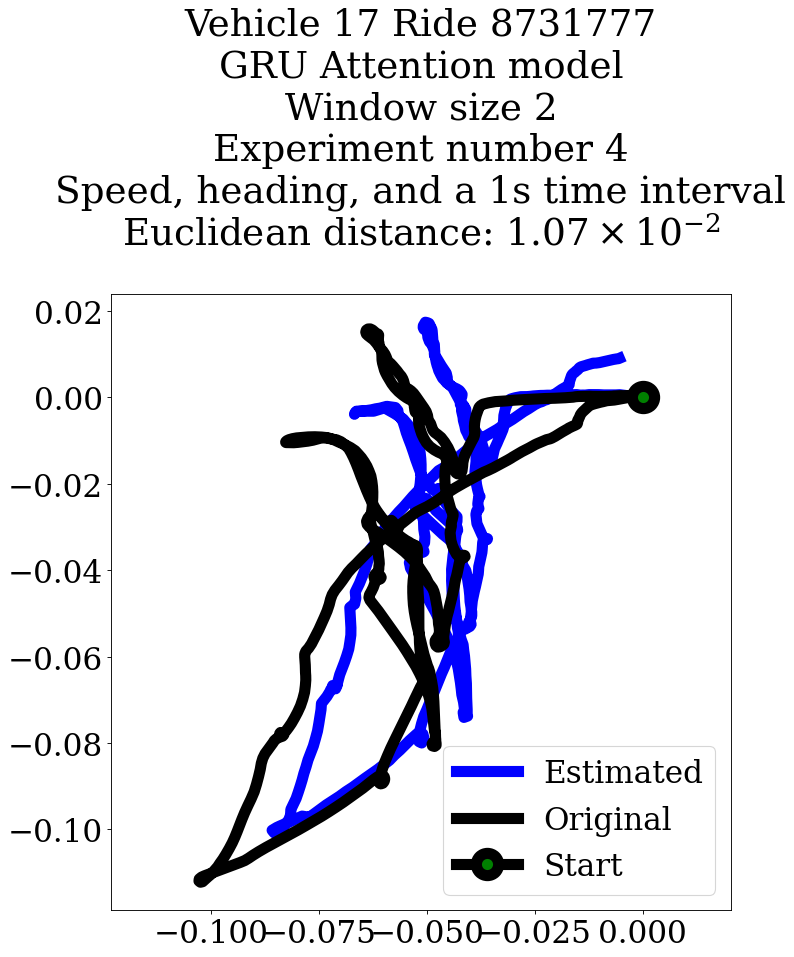 Vehicle 17 Ride 8731777
GRU Attention model
Window size 2
Experiment number 4
Speed, heading, and a 1s time interval
Euclidean distance: 1.07 × 10⁻²
0.02
0.00
−0.02
−0.04
−0.06
−0.08
−0.10
Estimated
Original
Start
−0.100 −0.075 −0.050 −0.025 0.000